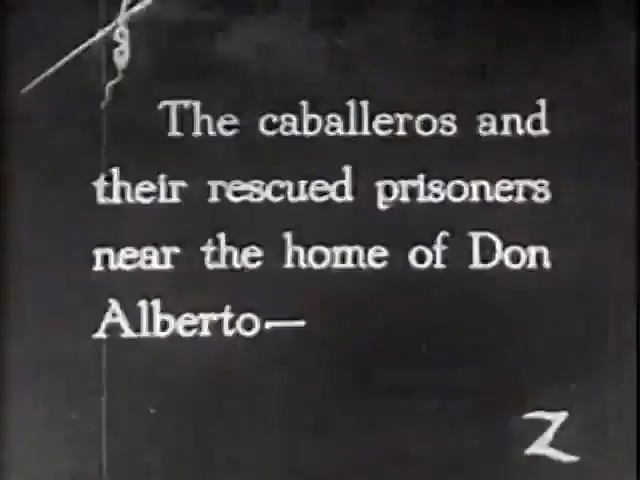 The caballeros and
their rescued prisoners
near the home of Don
Alberto—
Z